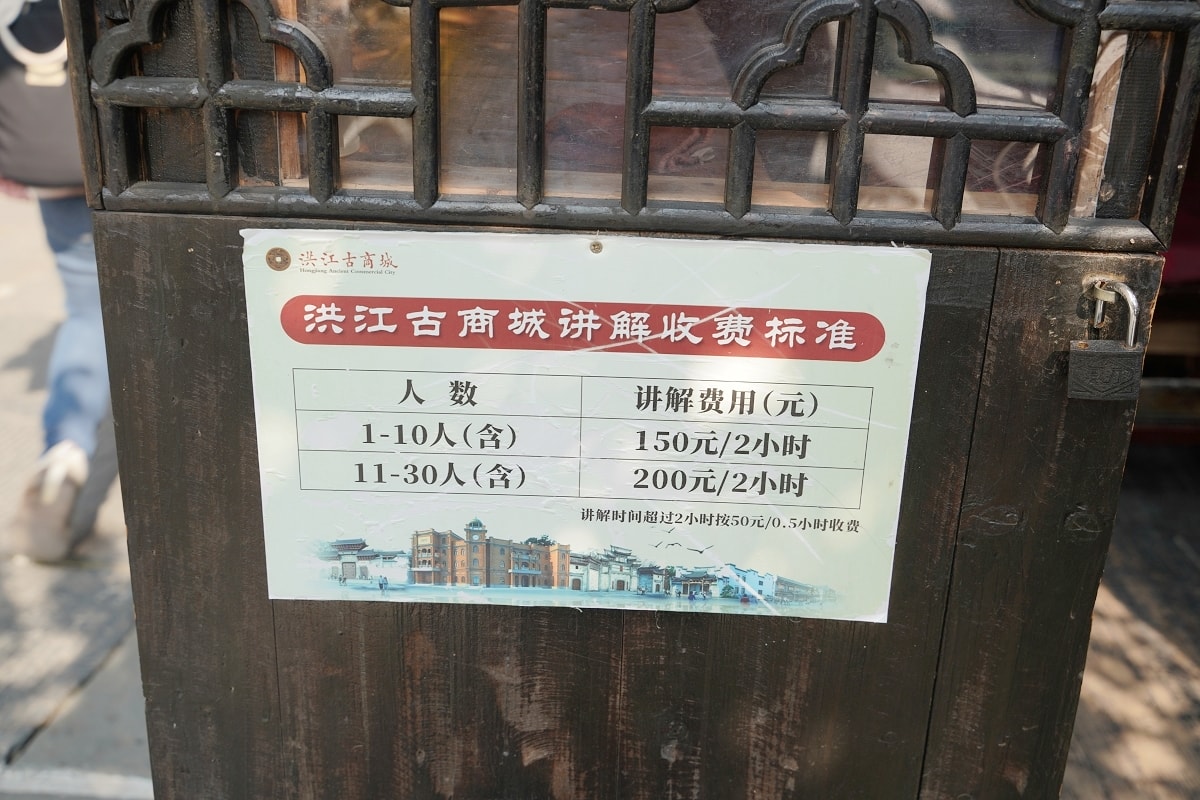 洪江古商城
Hongjiang Ancient Commercial City
洪江古商城讲解收费标准
人 数 讲解费用(元)
1-10人(含) 150元/2小时
11-30人(含) 200元/2小时
讲解时间超过2小时按50元/0.5小时收费